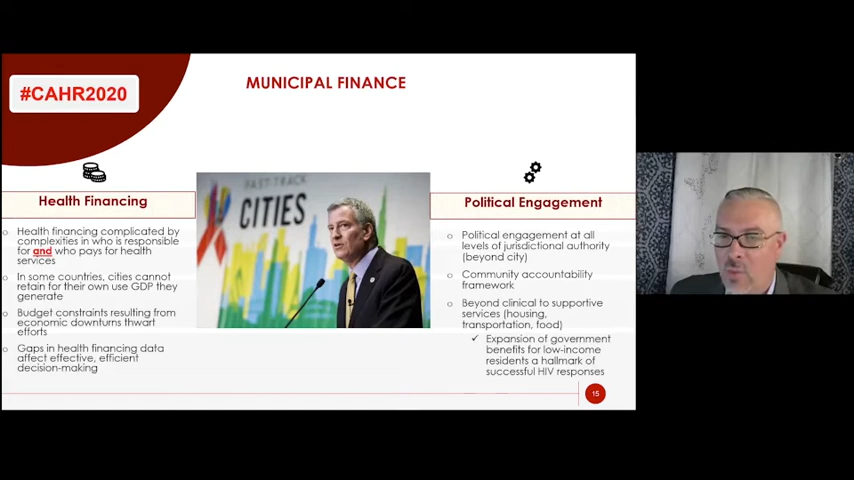 #CAHR2020
MUNICIPAL FINANCE
Health Financing
Health financing complicated by
complexities in who is responsible
for and who pays for health
services
In some countries, cities cannot
retain for their own use GDP they
generate
Budget constraints resulting from
economic downturns thwart
efforts
Gaps in health financing data
affect effective, efficient
decision-making
FAST-TRACK
CITIES
Political Engagement
Political engagement at all
levels of jurisdictional authority
(beyond city)
Community accountability
framework
Beyond clinical to supportive
services (housing,
transportation, food)
✓ Expansion of government
benefits for low-income
residents a hallmark of
successful HIV responses
15